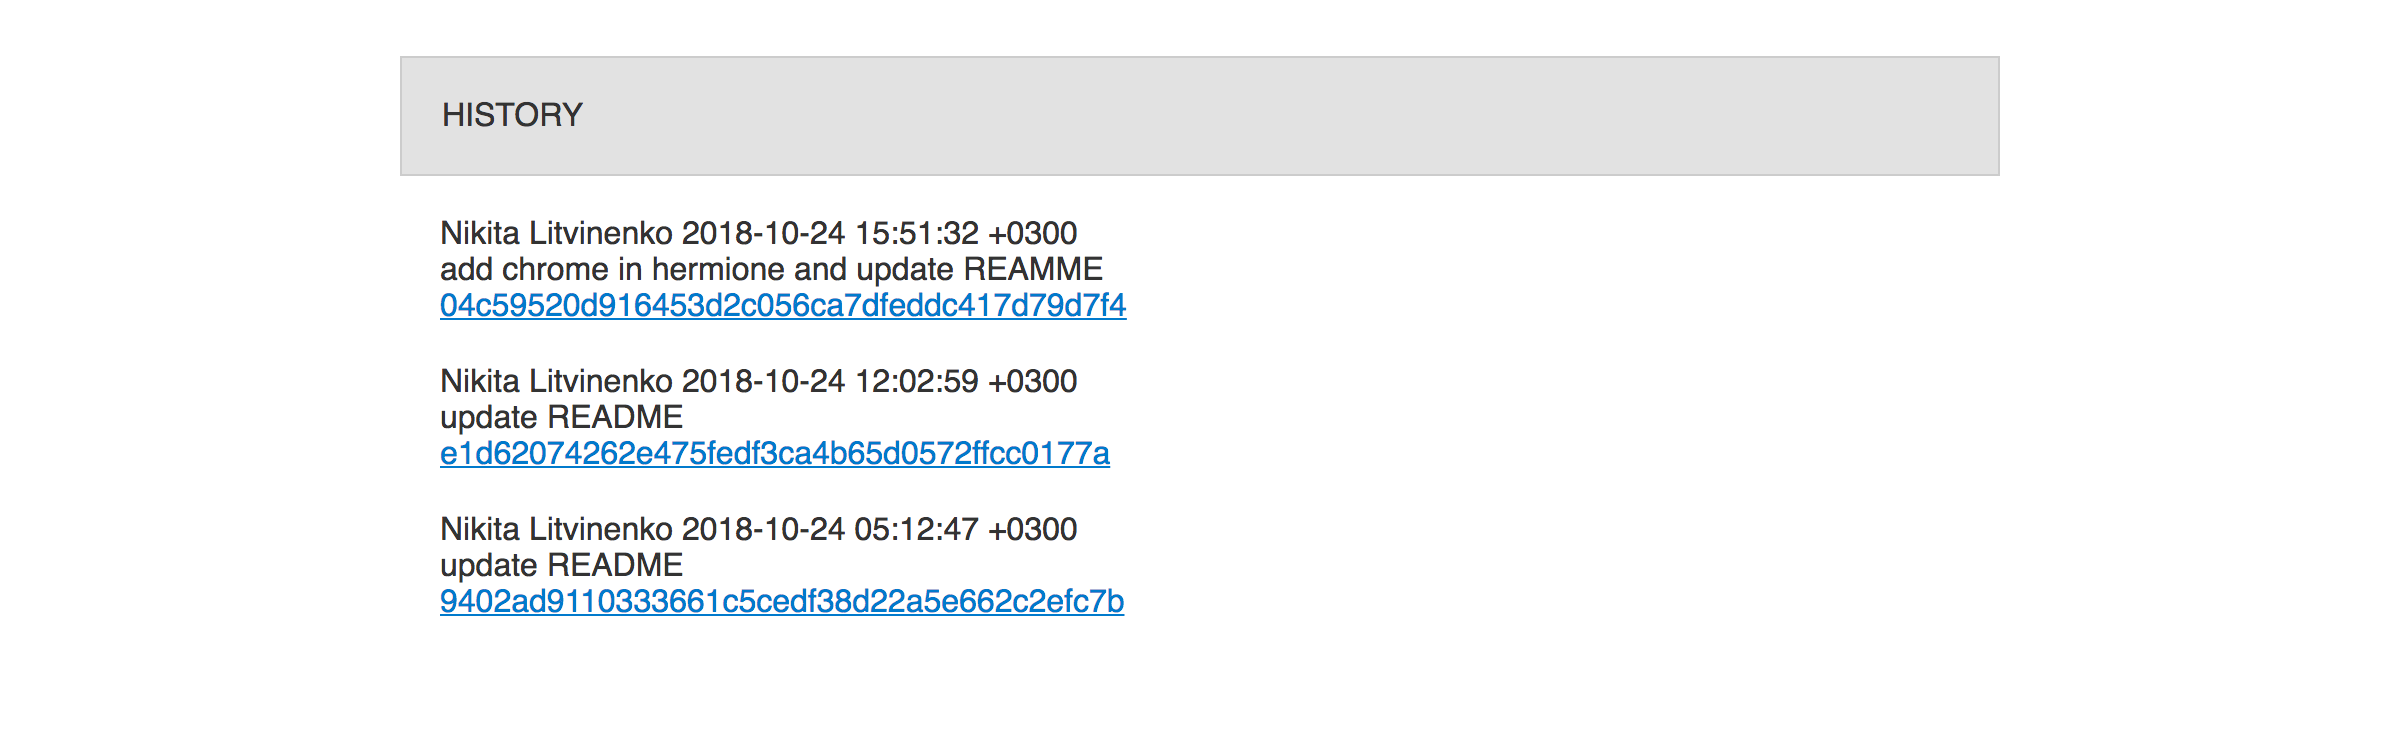 HISTORY
Nikita Litvinenko 2018-10-24 15:51:32 +0300
add chrome in hermione and update REAMME
04c59520d916453d2c056ca7dfeddc417d79d7f4
Nikita Litvinenko 2018-10-24 12:02:59 +0300
update README
e1d62074262e475fedf3ca4b65d0572ffcc0177a
Nikita Litvinenko 2018-10-24 05:12:47 +0300
update README
9402ad9110333661c5cedf38d22a5e662c2efc7b